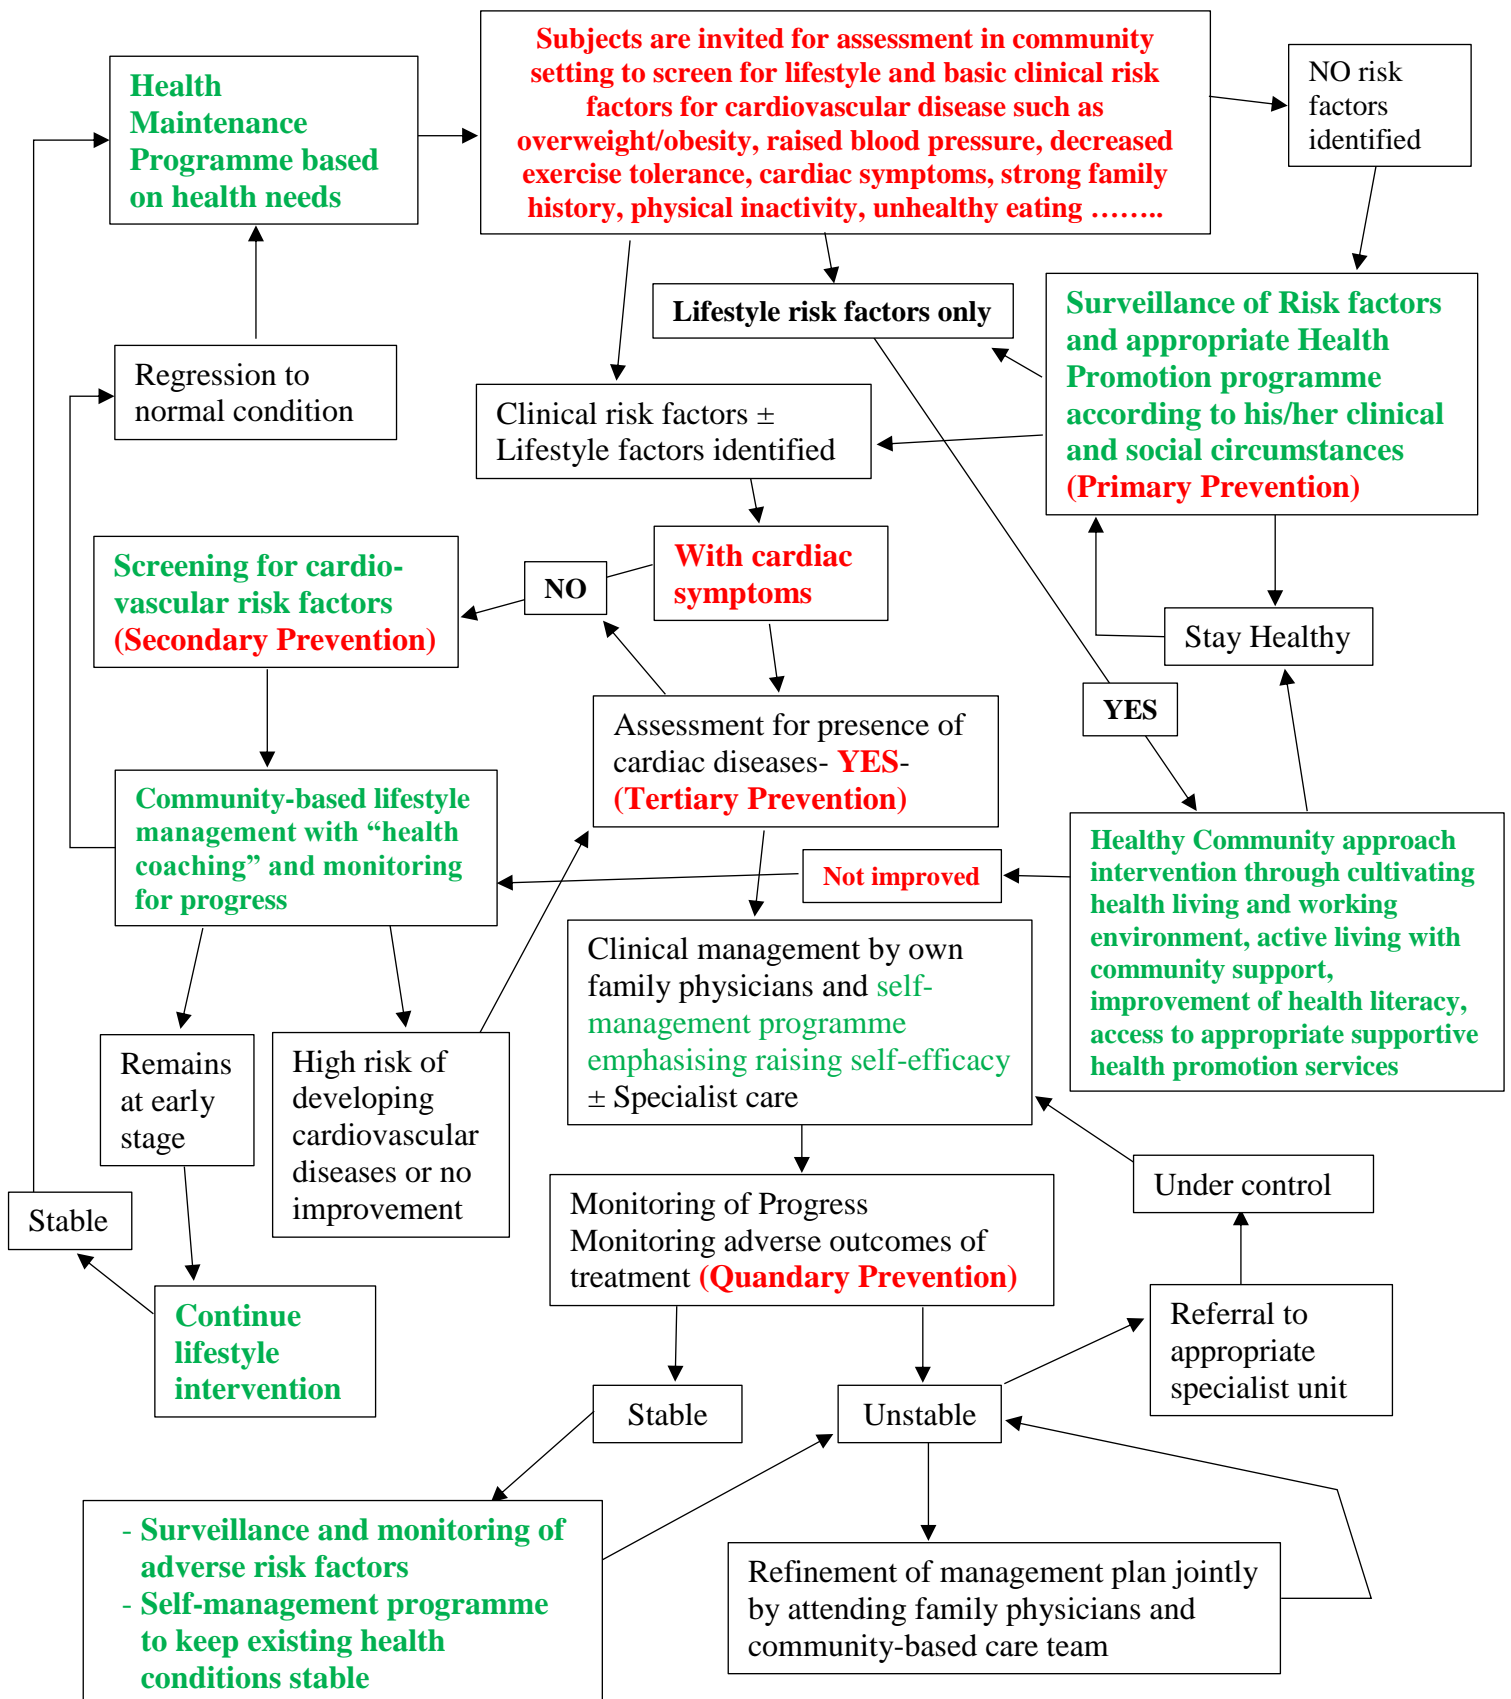 Subjects are invited for assessment in community
setting to screen for lifestyle and basic clinical risk
factors for cardiovascular disease such as
overweight/obesity, raised blood pressure, decreased
exercise tolerance, cardiac symptoms, strong family
history, physical inactivity, unhealthy eating ……..
Health
Maintenance
Programme based
on health needs
NO risk
factors
identified
Lifestyle risk factors only
Surveillance of Risk factors
and appropriate Health
Promotion programme
according to his/her clinical
and social circumstances
(Primary Prevention)
Regression to
normal condition
Clinical risk factors ±
Lifestyle factors identified
With cardiac
symptoms
NO
Screening for cardio-
vascular risk factors
(Secondary Prevention)
Stay Healthy
YES
Assessment for presence of
cardiac diseases- YES-
(Tertiary Prevention)
Community-based lifestyle
management with “health
coaching” and monitoring
for progress
Not improved
Healthy Community approach
intervention through cultivating
health living and working
environment, active living with
community support,
improvement of health literacy,
access to appropriate supportive
health promotion services
Clinical management by own
family physicians and self-
management programme
emphasising raising self-efficacy
± Specialist care
Remains
at early
stage
High risk of
developing
cardiovascular
diseases or no
improvement
Under control
Stable
Monitoring of Progress
Monitoring adverse outcomes of
treatment (Quandary Prevention)
Continue
lifestyle
intervention
Referral to
appropriate
specialist unit
Stable
Unstable
- Surveillance and monitoring of
adverse risk factors
- Self-management programme
to keep existing health
conditions stable
Refinement of management plan jointly
by attending family physicians and
community-based care team